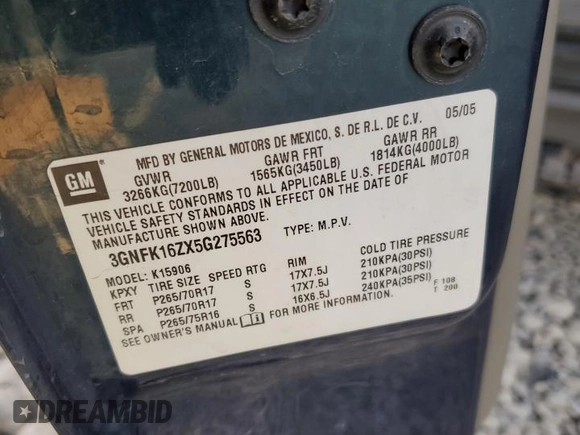 05/05
MFD BY GENERAL MOTORS DE MEXICO, S. DE R.L. DE C.V.
GVWR GAWR FRT GAWR RR
3266KG(7200LB) 1565KG(3450LB) 1814KG(4000LB)
GM
THIS VEHICLE CONFORMS TO ALL APPLICABLE U.S. FEDERAL MOTOR
VEHICLE SAFETY STANDARDS IN EFFECT ON THE DATE OF
MANUFACTURE SHOWN ABOVE.
3GNFK16ZX5G275563 TYPE: M.P.V.
MODEL: K15906
KPXY TIRE SIZE SPEED RTG RIM COLD TIRE PRESSURE
FRT P265/70R17 S 17X7.5J 210KPA(30PSI)
RR P265/70R17 S 17X7.5J 210KPA(30PSI)
SPA P265/75R16 S 16X6.5J 240KPA(35PSI)
F 108
T 200
SEE OWNER'S MANUAL FOR MORE INFORMATION.
DREAMBID